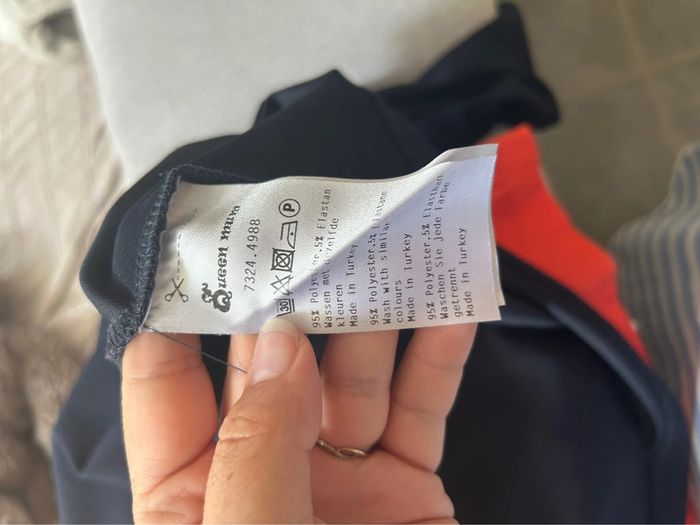 Queen mum
7324.4988
30
P
95% Polyester,5% Elastan
Wassen met dezelfde
kleuren
Made in Turkey
95% Polyester,5% Elastane
Wash with similar
colours
Made in Turkey
95% Polyester,5% Elasthan
Waschen Sie jede Farbe
getrennt
Made in Turkey